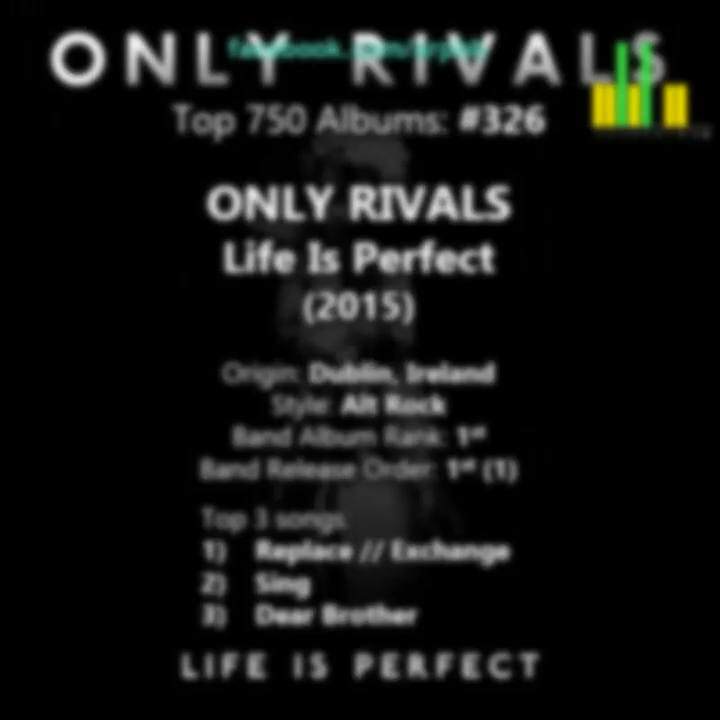 ONLY RIVALS
Top 750 Albums: #326
ONLY RIVALS
Life Is Perfect
(2015)
Origin: Dublin, Ireland
Style: Alt Rock
Band Album Rank: 1st
Band Release Order: 1st (1)
Top 3 songs:
1) Replace // Exchange
2) Sing
3) Dear Brother
LIFE IS PERFECT